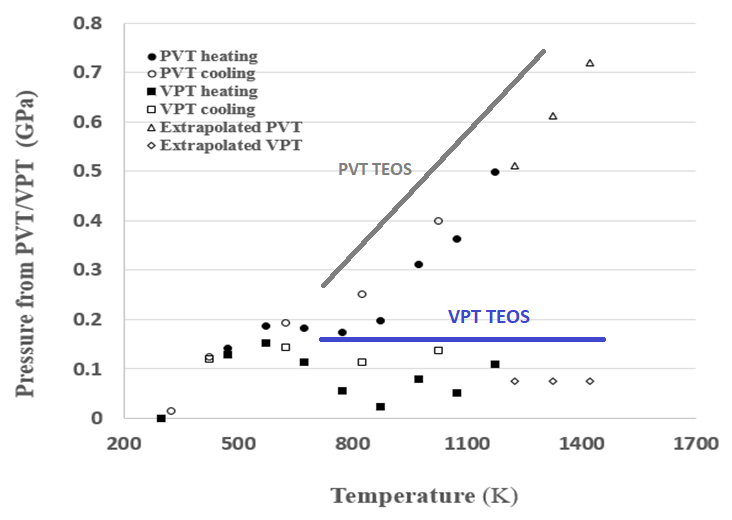 0.8
PVT heating
PVT cooling
VPT heating
VPT cooling
Extrapolated PVT
Extrapolated VPT
0.7
0.6
0.5
0.4
0.3
0.2
0.1
0
PVT TEOS
VPT TEOS
Pressure from PVT/VPT (GPa)
200
500
800
1100
1400
1700
Temperature (K)